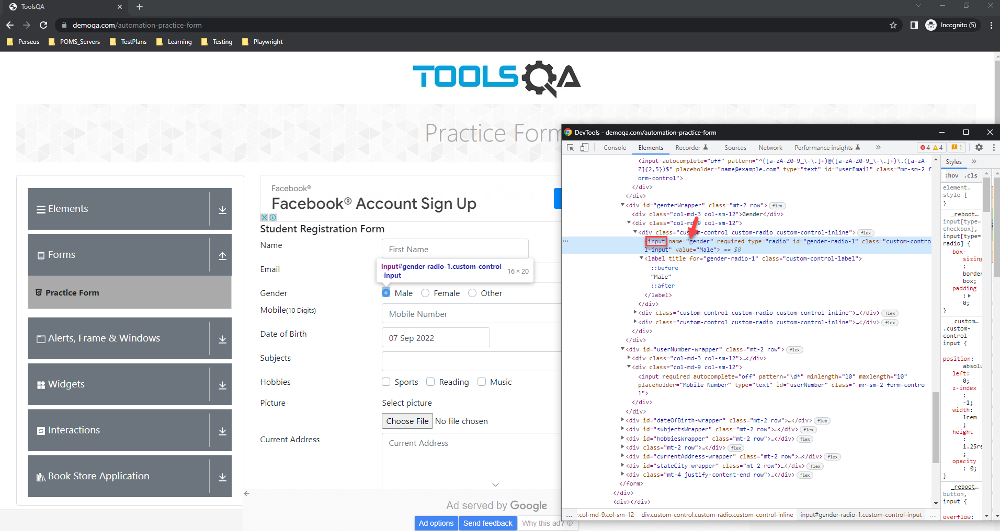 ToolsQA
demoqa.com/automation-practice-form
Incognito (5)
Perseus
POMS_Servers
TestPlans
Learning
Testing
Playwright
TOOLSQA
Practice Form
Elements
Forms
Practice Form
Alerts, Frame & Windows
Widgets
Interactions
Book Store Application
Facebook®
Facebook® Account Sign Up
Student Registration Form
Name
First Name
Email
input#gender-radio-1.custom-control
-input
16 × 20
Gender
Male
Female
Other
Mobile(10 Digits)
Mobile Number
Date of Birth
07 Sep 2022
Subjects
Hobbies
Sports
Reading
Music
Picture
Select picture
Choose File No file chosen
Current Address
Current Address
Ad served by Google
Ad options
Send feedback
Why this ad?
DevTools - demoqa.com/automation-practice-form
Console
Elements
Recorder
Sources
Network
Performance insights
»
4
4
1
<input autocomplete="off" pattern="^([a-zA-Z0-9_\-\.]+)@([a-zA-Z0-9_\-\.]+)\.([a-zA-
Z]{2,5})$" placeholder="name@example.com" type="text" id="userEmail" class="mr-sm-2 f
orm-control">
</div>
</div>
<div id="genterWrapper" class="mt-2 row"> flex
<div class="col-md-3 col-sm-12">Gender</div>
<div class="col-md-9 col-sm-12">
<div class="custom-control custom-radio custom-control-inline"> flex
input name="gender" required type="radio" id="gender-radio-1" class="custom-contro
l-input" value="Male"> == $0
<label title for="gender-radio-1" class="custom-control-label">
::before
"Male"
::after
</label>
</div>
<div class="custom-control custom-radio custom-control-inline">…</div> flex
<div class="custom-control custom-radio custom-control-inline">…</div> flex
</div>
</div>
<div id="userNumber-wrapper" class="mt-2 row"> flex
<div class="col-md-3 col-sm-12">…</div>
<div class="col-md-9 col-sm-12">
<input required autocomplete="off" pattern="\d*" minlength="10" maxlength="10"
placeholder="Mobile Number" type="text" id="userNumber" class=" mr-sm-2 form-contro
l">
</div>
</div>
<div id="dateOfBirth-wrapper" class="mt-2 row">…</div> flex
<div id="subjectsWrapper" class="mt-2 row">…</div> flex
<div id="hobbiesWrapper" class="mt-2 row">…</div> flex
<div class="mt-2 row">…</div> flex
<div id="currentAddress-wrapper" class="mt-2 row">…</div> flex
<div id="stateCity-wrapper" class="mt-2 row">…</div> flex
<div class="mt-4 justify-content-end row">…</div> flex
</form>
</div>
<div></div>
... .col-md-9.col-sm-12 div.custom-control.custom-radio.custom-control-inline input#gender-radio-1.custom-control-input ...
Styles
»
:hov .cls
element.
style {
}
_reboot…
input[type=
checkbox],
input[type=
radio] {
box-
sizing
:
border
box;
padding
:
0;
}
_custom…
.custom-
control-
input {
position:
absolu
left:
0;
z-index
:
-1;
width:
1rem
;
height
:
1.25re
;
opacity
: 0;
}
_reboot…
button,
input {
overflow: